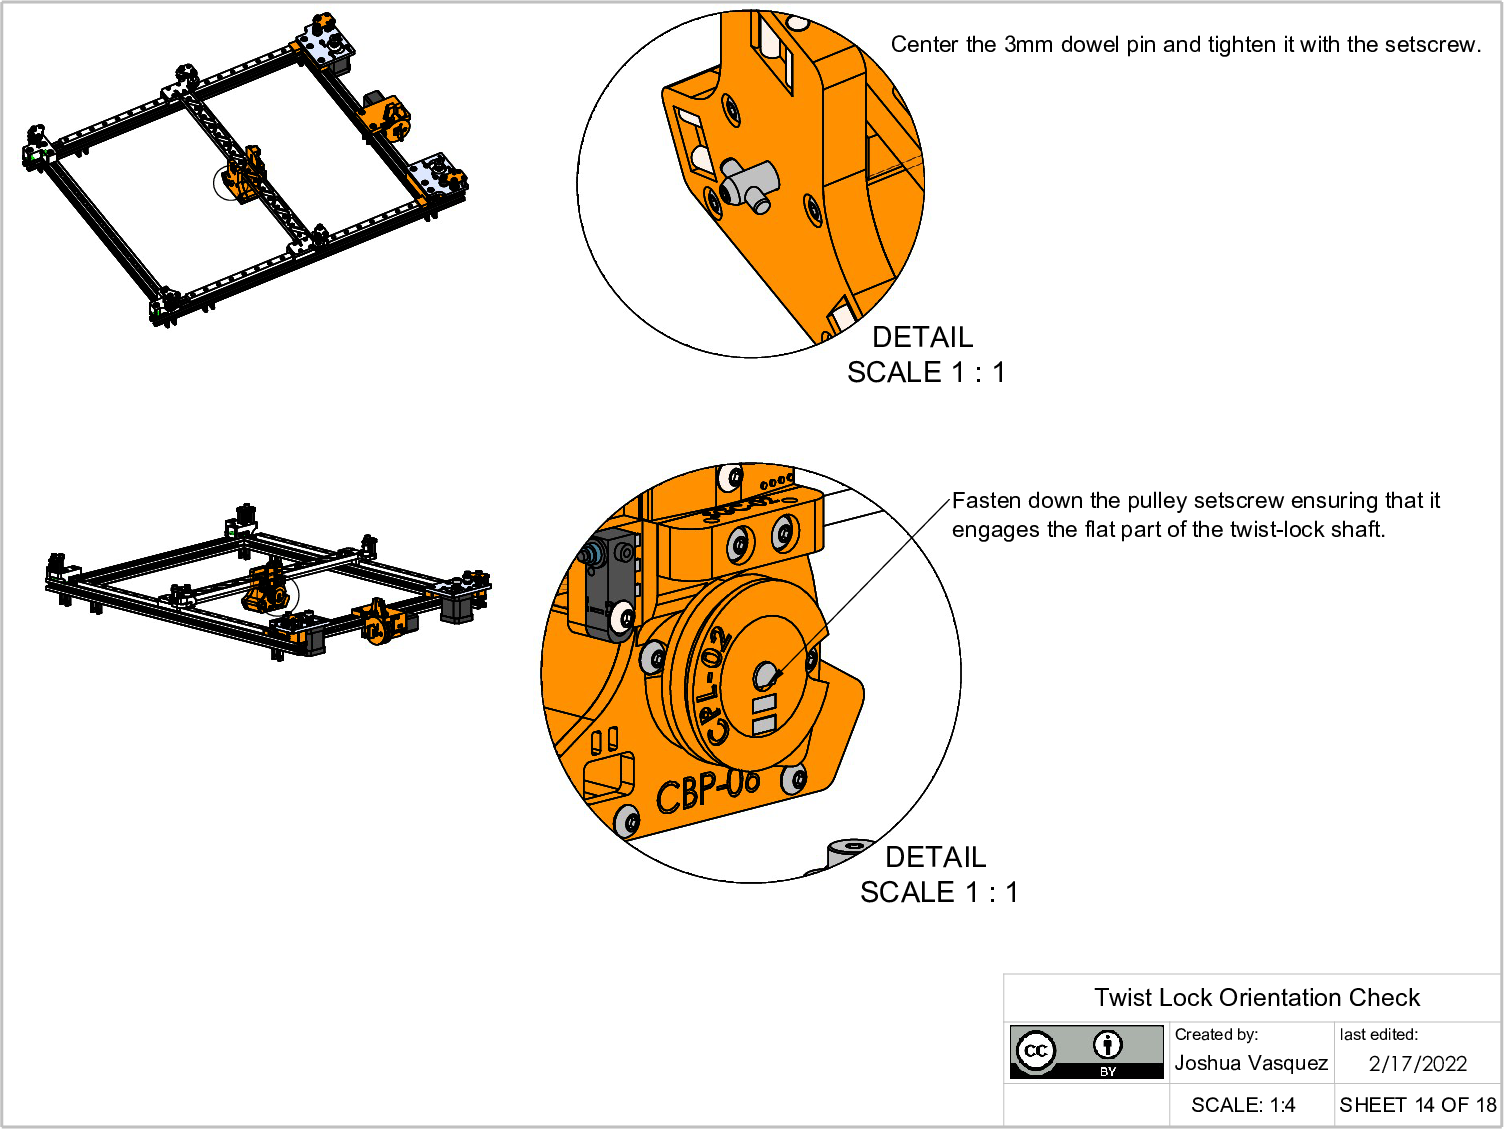 Center the 3mm dowel pin and tighten it with the setscrew.
DETAIL
SCALE 1 : 1
Fasten down the pulley setscrew ensuring that it
engages the flat part of the twist-lock shaft.
CPL-02
CBP-06
DETAIL
SCALE 1 : 1
Twist Lock Orientation Check
CC
BY
Created by:
Joshua Vasquez
last edited:
2/17/2022
SCALE: 1:4
SHEET 14 OF 18